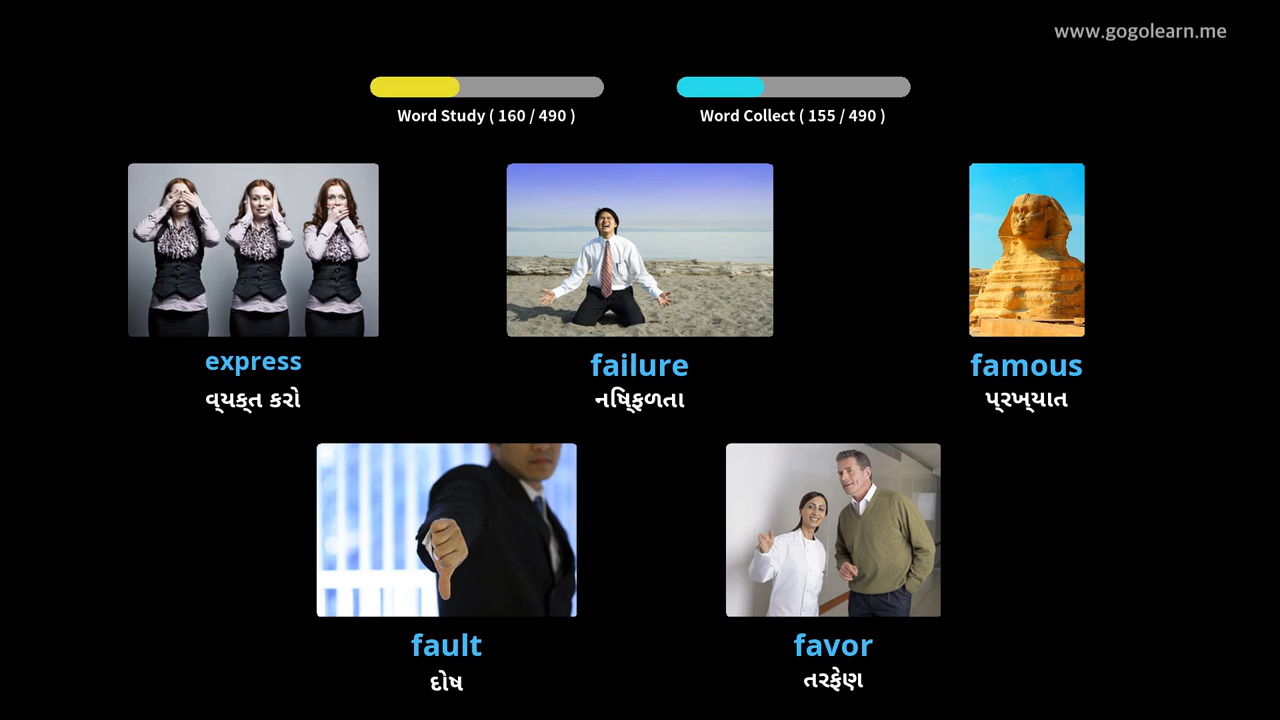 www.gogolearn.me
Word Study ( 160 / 490 )
Word Collect ( 155 / 490 )
express
વ્યક્ત કરો
failure
નિષ્ફળતા
famous
પ્રખ્યાત
fault
દોષ
favor
તરફેણ